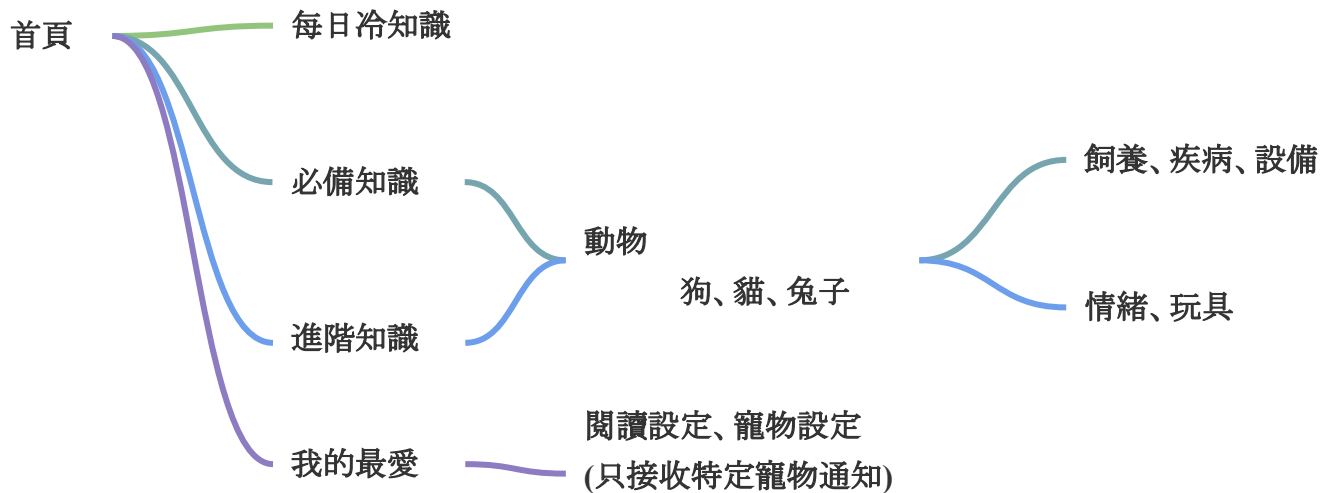 首頁
每日冷知識
必備知識
進階知識
我的最愛
動物
狗、貓、兔子
飼養、疾病、設備
情緒、玩具
閱讀設定、寵物設定
(只接收特定寵物通知)